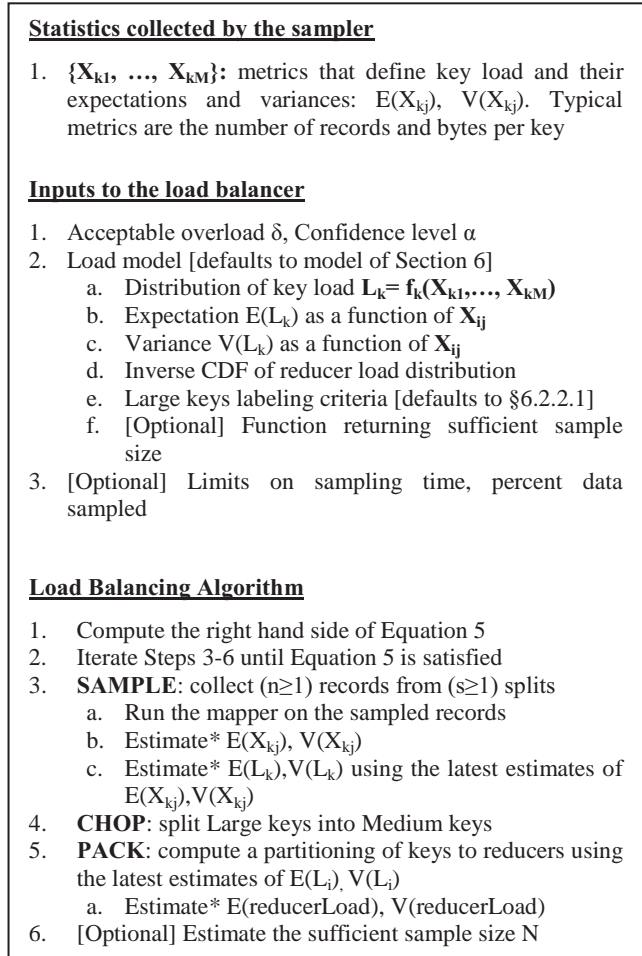 Statistics collected by the sampler
1. {Xk1, …, XkM}: metrics that define key load and their
expectations and variances: E(Xkj), V(Xkj). Typical
metrics are the number of records and bytes per key
Inputs to the load balancer
1. Acceptable overload δ, Confidence level α
2. Load model [defaults to model of Section 6]
a. Distribution of key load Lk= fk(Xk1,…, XkM)
b. Expectation E(Lk) as a function of Xij
c. Variance V(Lk) as a function of Xij
d. Inverse CDF of reducer load distribution
e. Large keys labeling criteria [defaults to §6.2.2.1]
f. [Optional] Function returning sufficient sample
size
3. [Optional] Limits on sampling time, percent data
sampled
Load Balancing Algorithm
1. Compute the right hand side of Equation 5
2. Iterate Steps 3-6 until Equation 5 is satisfied
3. SAMPLE: collect (n≥1) records from (s≥1) splits
a. Run the mapper on the sampled records
b. Estimate* E(Xkj), V(Xkj)
c. Estimate* E(Lk),V(Lk) using the latest estimates of
E(Xkj),V(Xkj)
4. CHOP: split Large keys into Medium keys
5. PACK: compute a partitioning of keys to reducers using
the latest estimates of E(Li), V(Li)
a. Estimate* E(reducerLoad), V(reducerLoad)
6. [Optional] Estimate the sufficient sample size N